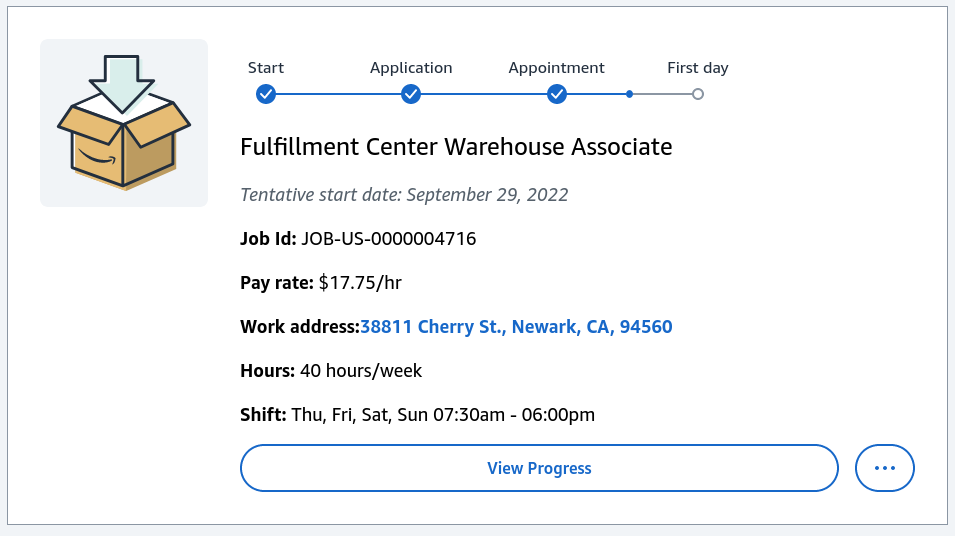 Start Application Appointment First day
Fulfillment Center Warehouse Associate
Tentative start date: September 29, 2022
Job Id: JOB-US-0000004716
Pay rate: $17.75/hr
Work address:38811 Cherry St., Newark, CA, 94560
Hours: 40 hours/week
Shift: Thu, Fri, Sat, Sun 07:30am - 06:00pm
View Progress ...